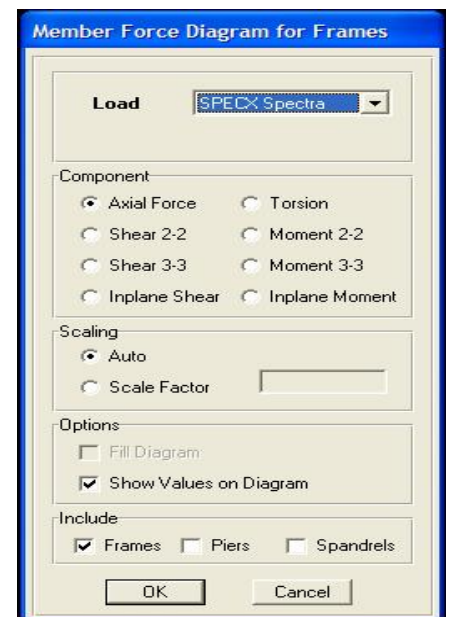 Member Force Diagram for Frames
Load SPECX Spectra
Component
Axial Force Torsion
Shear 2-2 Moment 2-2
Shear 3-3 Moment 3-3
Inplane Shear Inplane Moment
Scaling
Auto
Scale Factor
Options
Fill Diagram
Show Values on Diagram
Include
Frames Piers Spandrels
OK Cancel